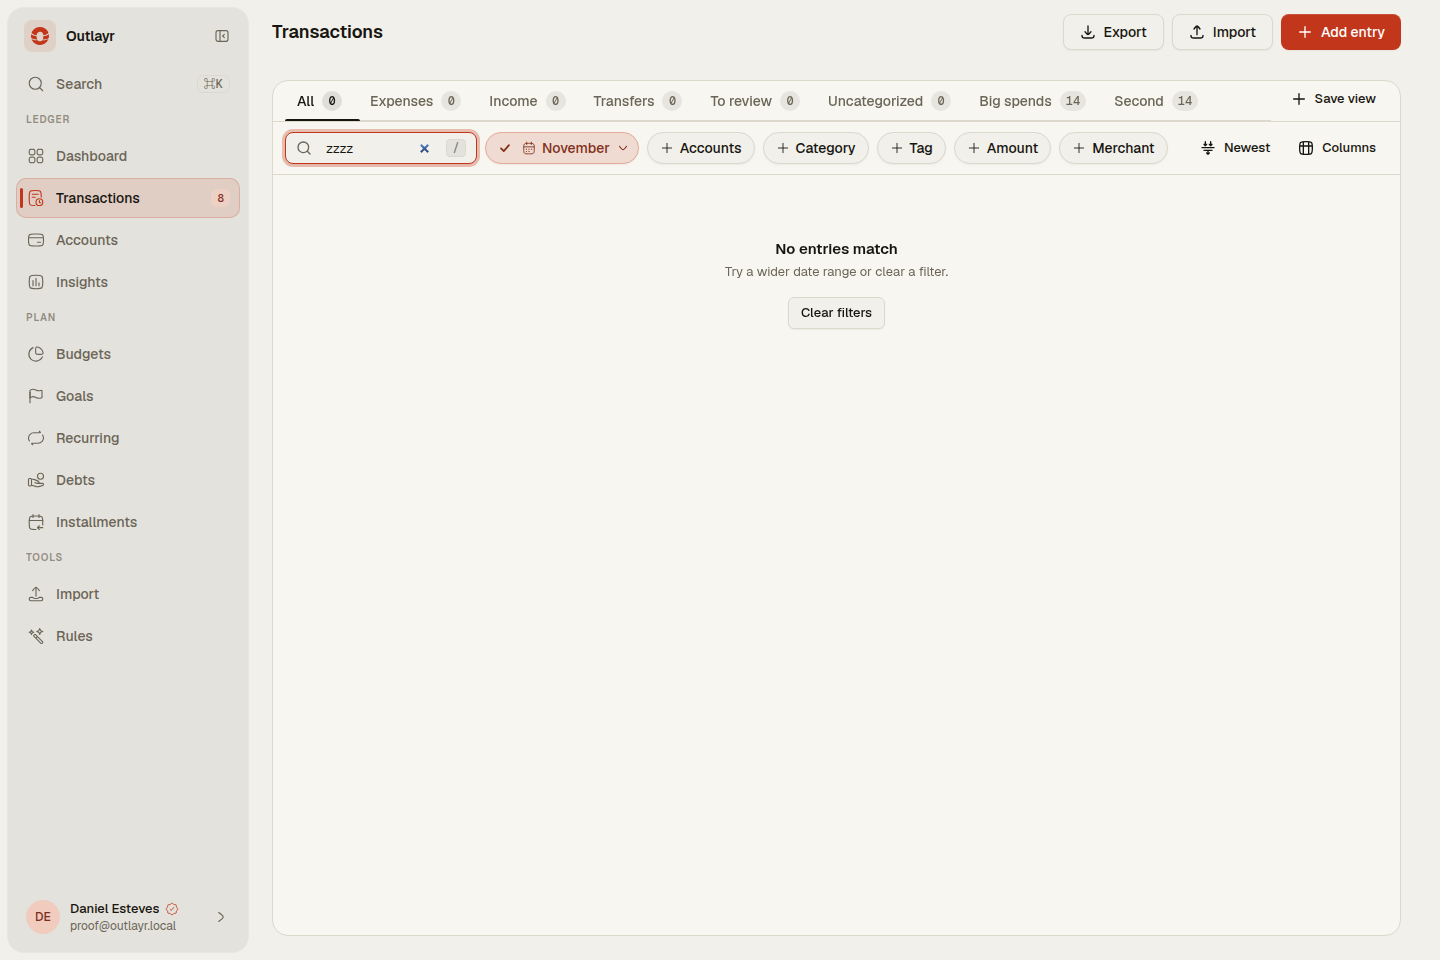 Outlayr
Search ⌘K
LEDGER
Dashboard
Transactions 8
Accounts
Insights
PLAN
Budgets
Goals
Recurring
Debts
Installments
TOOLS
Import
Rules
DE
Daniel Esteves
proof@outlayr.local
Transactions
Export Import Add entry
All 0 Expenses 0 Income 0 Transfers 0 To review 0 Uncategorized 0 Big spends 14 Second 14 Save view
zzzz / November Accounts Category Tag Amount Merchant Newest Columns
No entries match
Try a wider date range or clear a filter.
Clear filters